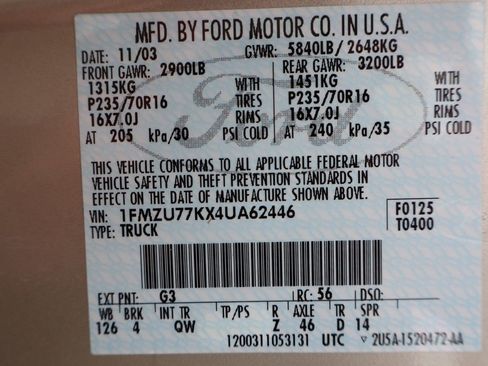 MFD. BY FORD MOTOR CO. IN U.S.A.
DATE: 11/03 GVWR: 5840LB/ 2648KG
FRONT GAWR: 2900LB REAR GAWR: 3200LB
1315KG WITH 1451KG WITH
P235/70R16 TIRES P235/70R16 TIRES
16X7.0J RIMS 16X7.0J RIMS
AT 205 kPa/30 PSI COLD AT 240 kPa/35 PSI COLD
Ford
THIS VEHICLE CONFORMS TO ALL APPLICABLE FEDERAL MOTOR
VEHICLE SAFETY AND THEFT PREVENTION STANDARDS IN
EFFECT ON THE DATE OF MANUFACTURE SHOWN ABOVE.
VIN: 1FMZU77KX4UA62446 F0125
TYPE: TRUCK T0400
EXT PNT: G3 RC: 56 DSO:
WB BRK INT TR TP/PS R AXLE TR SPR
126 4 QW Z 46 D 14
1200311053131 UTC 2U5A-1520472-AA